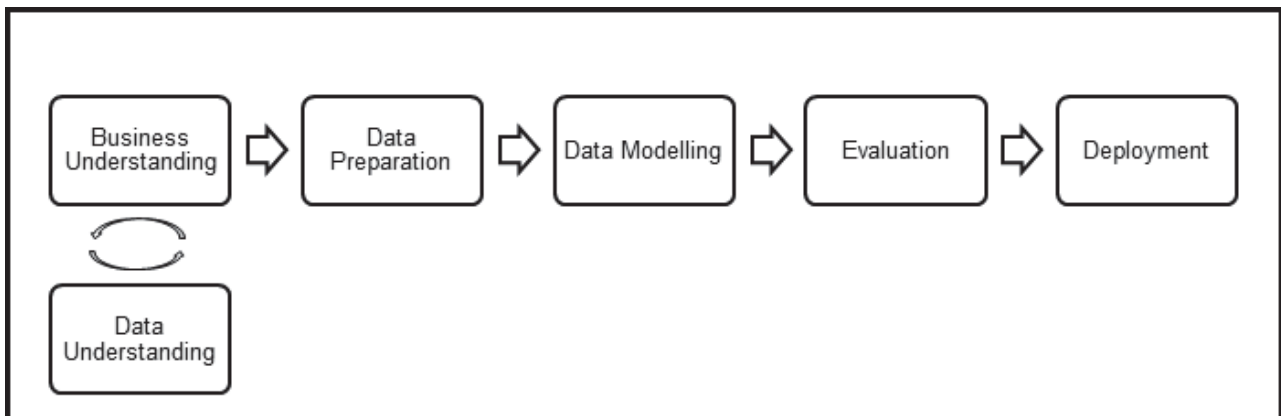 Business
Understanding
Data
Preparation
Data Modelling
Evaluation
Deployment
Data
Understanding